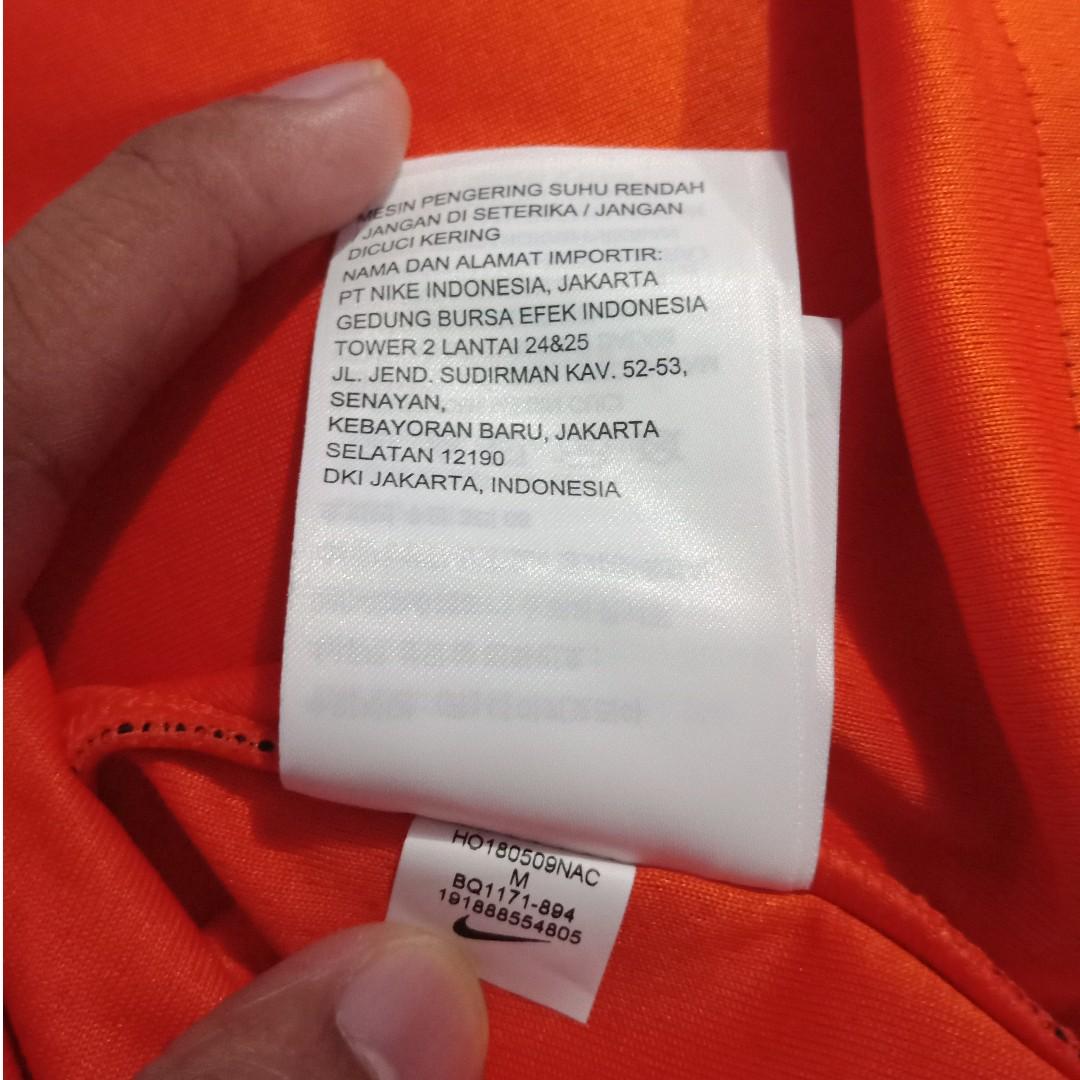 MESIN PENGERING SUHU RENDAH
/ JANGAN DI SETERIKA / JANGAN
DICUCI KERING
NAMA DAN ALAMAT IMPORTIR:
PT NIKE INDONESIA, JAKARTA
GEDUNG BURSA EFEK INDONESIA
TOWER 2 LANTAI 24&25
JL. JEND. SUDIRMAN KAV. 52-53,
SENAYAN,
KEBAYORAN BARU, JAKARTA
SELATAN 12190
DKI JAKARTA, INDONESIA
HO180509NAC
M
BQ1171-894
191888554805